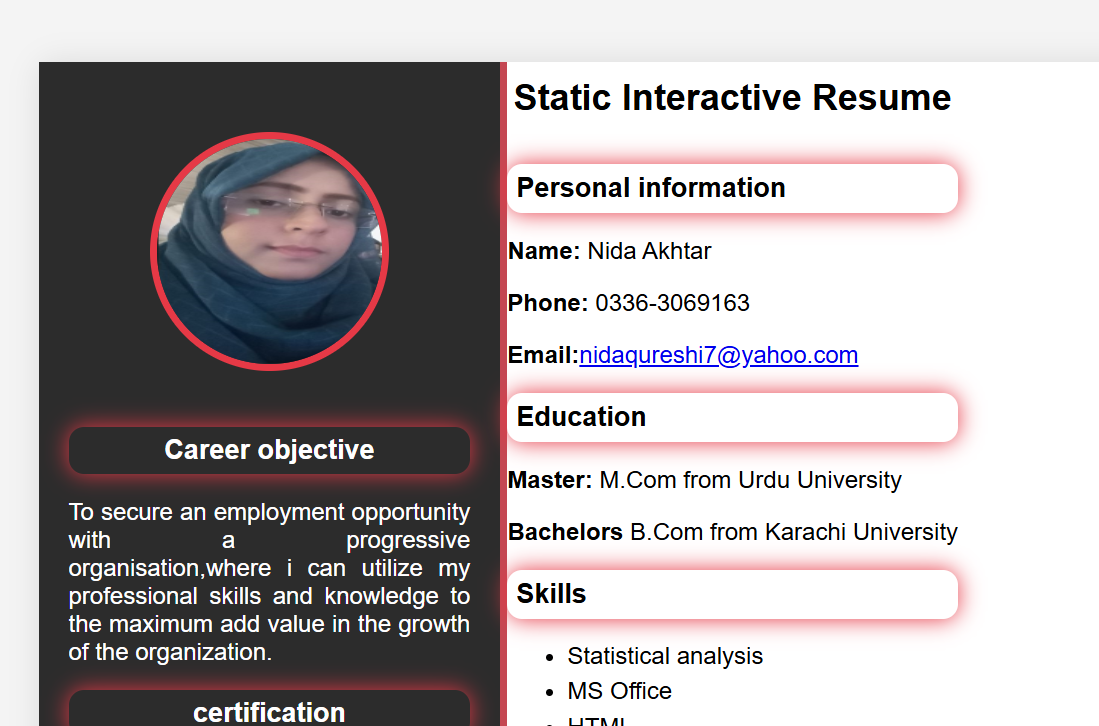 Static Interactive Resume
Personal information
Name: Nida Akhtar
Phone: 0336-3069163
Email:nidaqureshi7@yahoo.com
Education
Master: M.Com from Urdu University
Bachelors B.Com from Karachi University
Skills
Statistical analysis
MS Office
HTML
Career objective
To secure an employment opportunity
with a progressive
organisation,where i can utilize my
professional skills and knowledge to
the maximum add value in the growth
of the organization.
certification